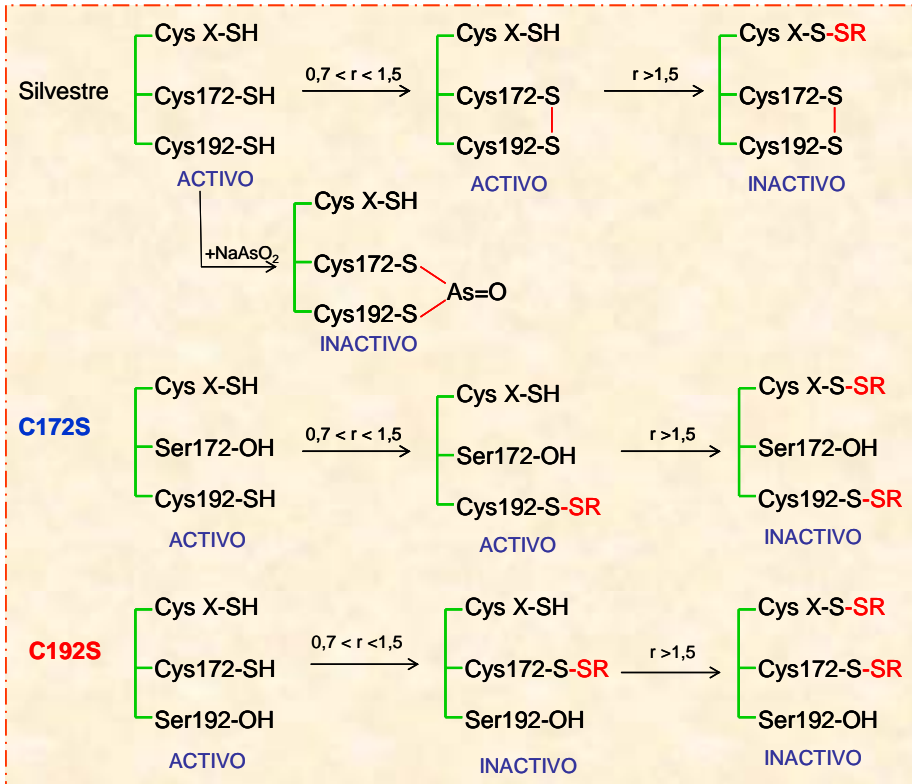 Cys X-SH Cys X-SH Cys X-S-SR
0,7 < r < 1,5 r >1,5
Silvestre Cys172-SH Cys172-S Cys172-S
Cys192-SH Cys192-S Cys192-S
ACTIVO ACTIVO INACTIVO
Cys X-SH
+NaAsO₂
Cys172-S
As=O
Cys192-S
INACTIVO
Cys X-SH Cys X-SH Cys X-S-SR
C172S 0,7 < r < 1,5 r >1,5
Ser172-OH Ser172-OH Ser172-OH
Cys192-SH Cys192-S-SR Cys192-S-SR
ACTIVO ACTIVO INACTIVO
Cys X-SH Cys X-SH Cys X-S-SR
0,7 < r <1,5 r >1,5
C192S Cys172-SH Cys172-S-SR Cys172-S-SR
Ser192-OH Ser192-OH Ser192-OH
ACTIVO INACTIVO INACTIVO